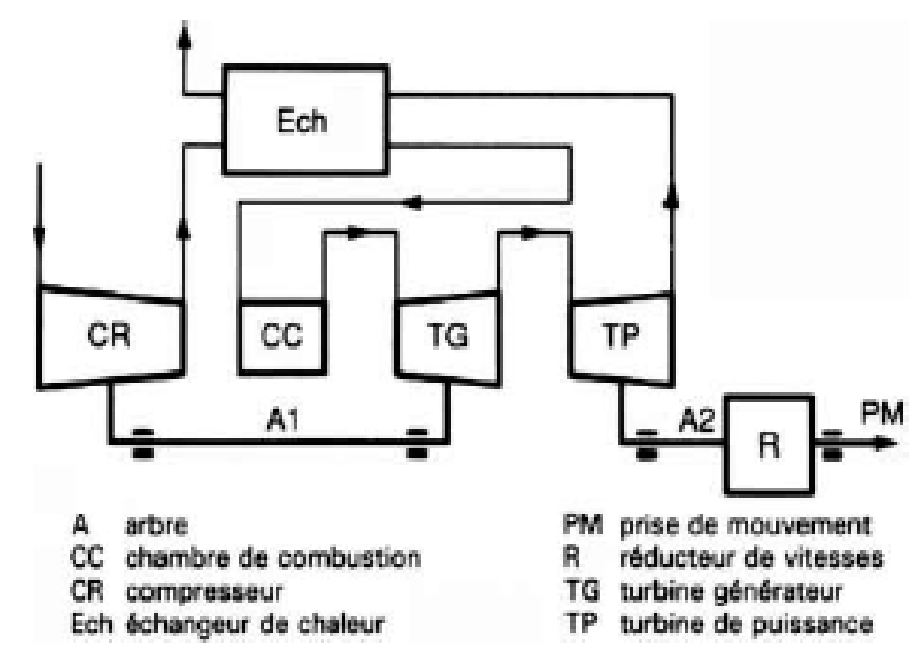 Ech
CR
CC
TG
TP
A1
A2
R
PM
A arbre
CC chambre de combustion
CR compresseur
Ech échangeur de chaleur
PM prise de mouvement
R réducteur de vitesses
TG turbine générateur
TP turbine de puissance